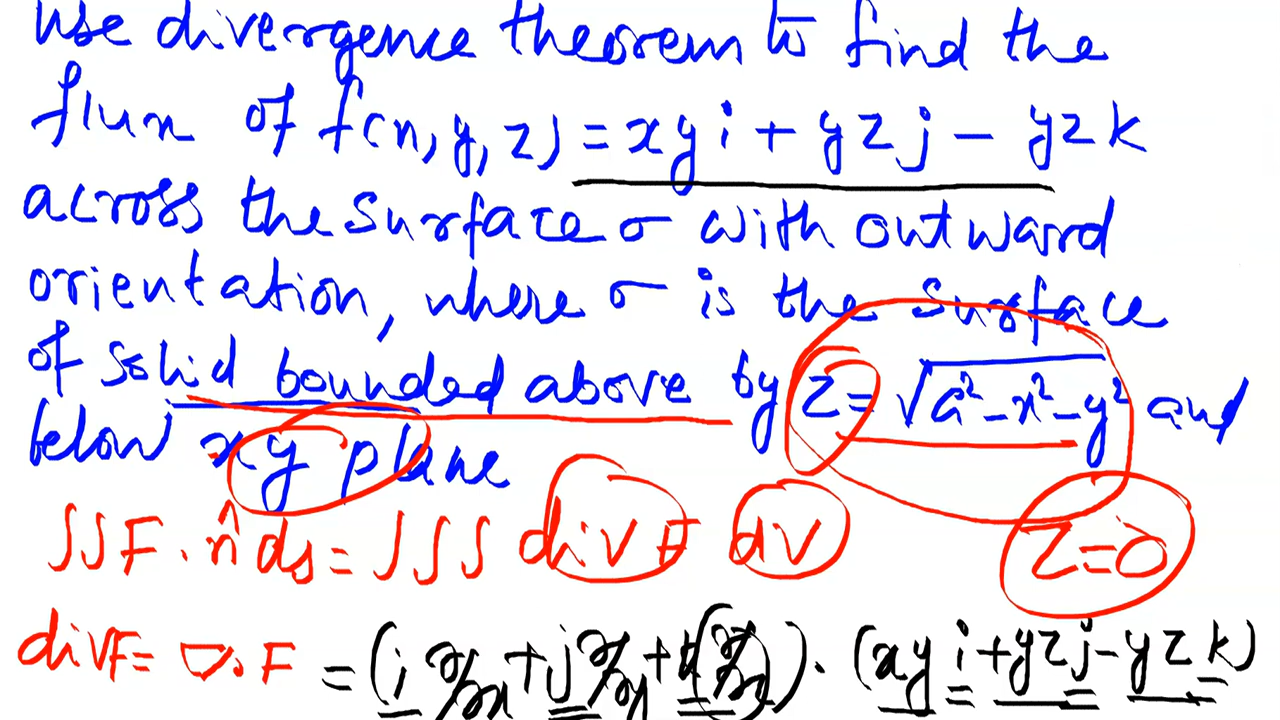 use divergence theorem to find the
flux of f(x, y, z) = xy i + yz j - yz k
across the surface σ with outward
orientation, where σ is the surface
of solid bounded above by z = √a² - x² - y² and
below xy plane
∫∫ F . n̂ ds = ∫∫∫ div F dV z = 0
div F = ∇. F = (i ∂/∂x + j ∂/∂y + k ∂/∂z) . (xy i + yz j - yz k)